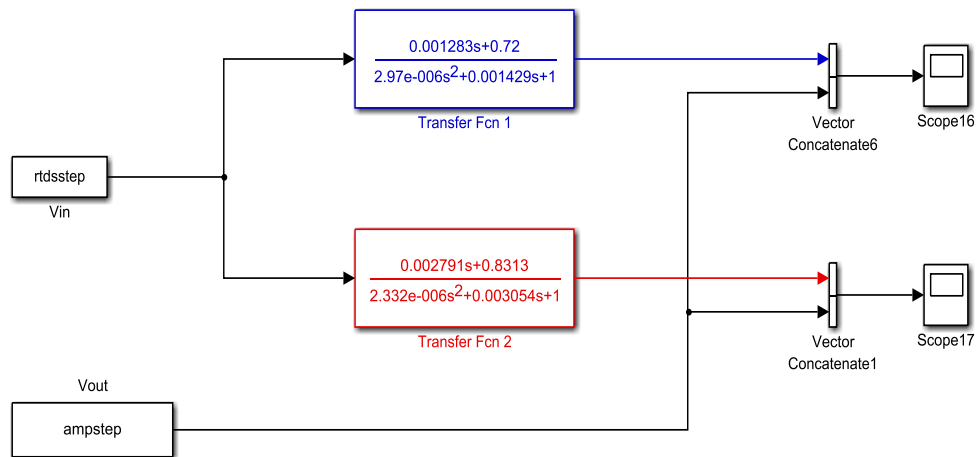 0.001283s+0.72
2.97e-006s²+0.001429s+1
Transfer Fcn 1
Vector
Concatenate6
Scope16
rtdsstep
Vin
0.002791s+0.8313
2.332e-006s²+0.003054s+1
Transfer Fcn 2
Vector
Concatenate1
Scope17
Vout
ampstep